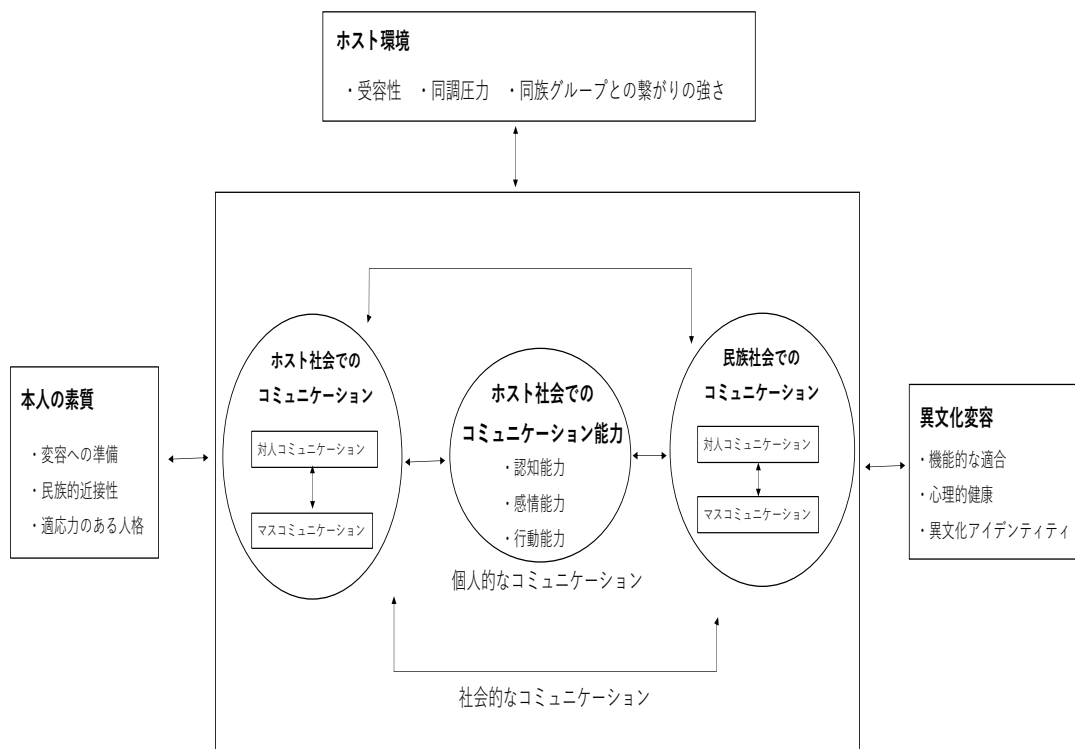 ホスト環境
・受容性 ・同調圧力 ・同族グループとの繋がりの強さ
本人の素質
・変容への準備
・民族的近接性
・適応力のある人格
ホスト社会での
コミュニケーション
対人コミュニケーション
マスコミュニケーション
ホスト社会での
コミュニケーション能力
・認知能力
・感情能力
・行動能力
個人的なコミュニケーション
民族社会での
コミュニケーション
対人コミュニケーション
マスコミュニケーション
社会的なコミュニケーション
異文化変容
・機能的な適合
・心理的健康
・異文化アイデンティティ